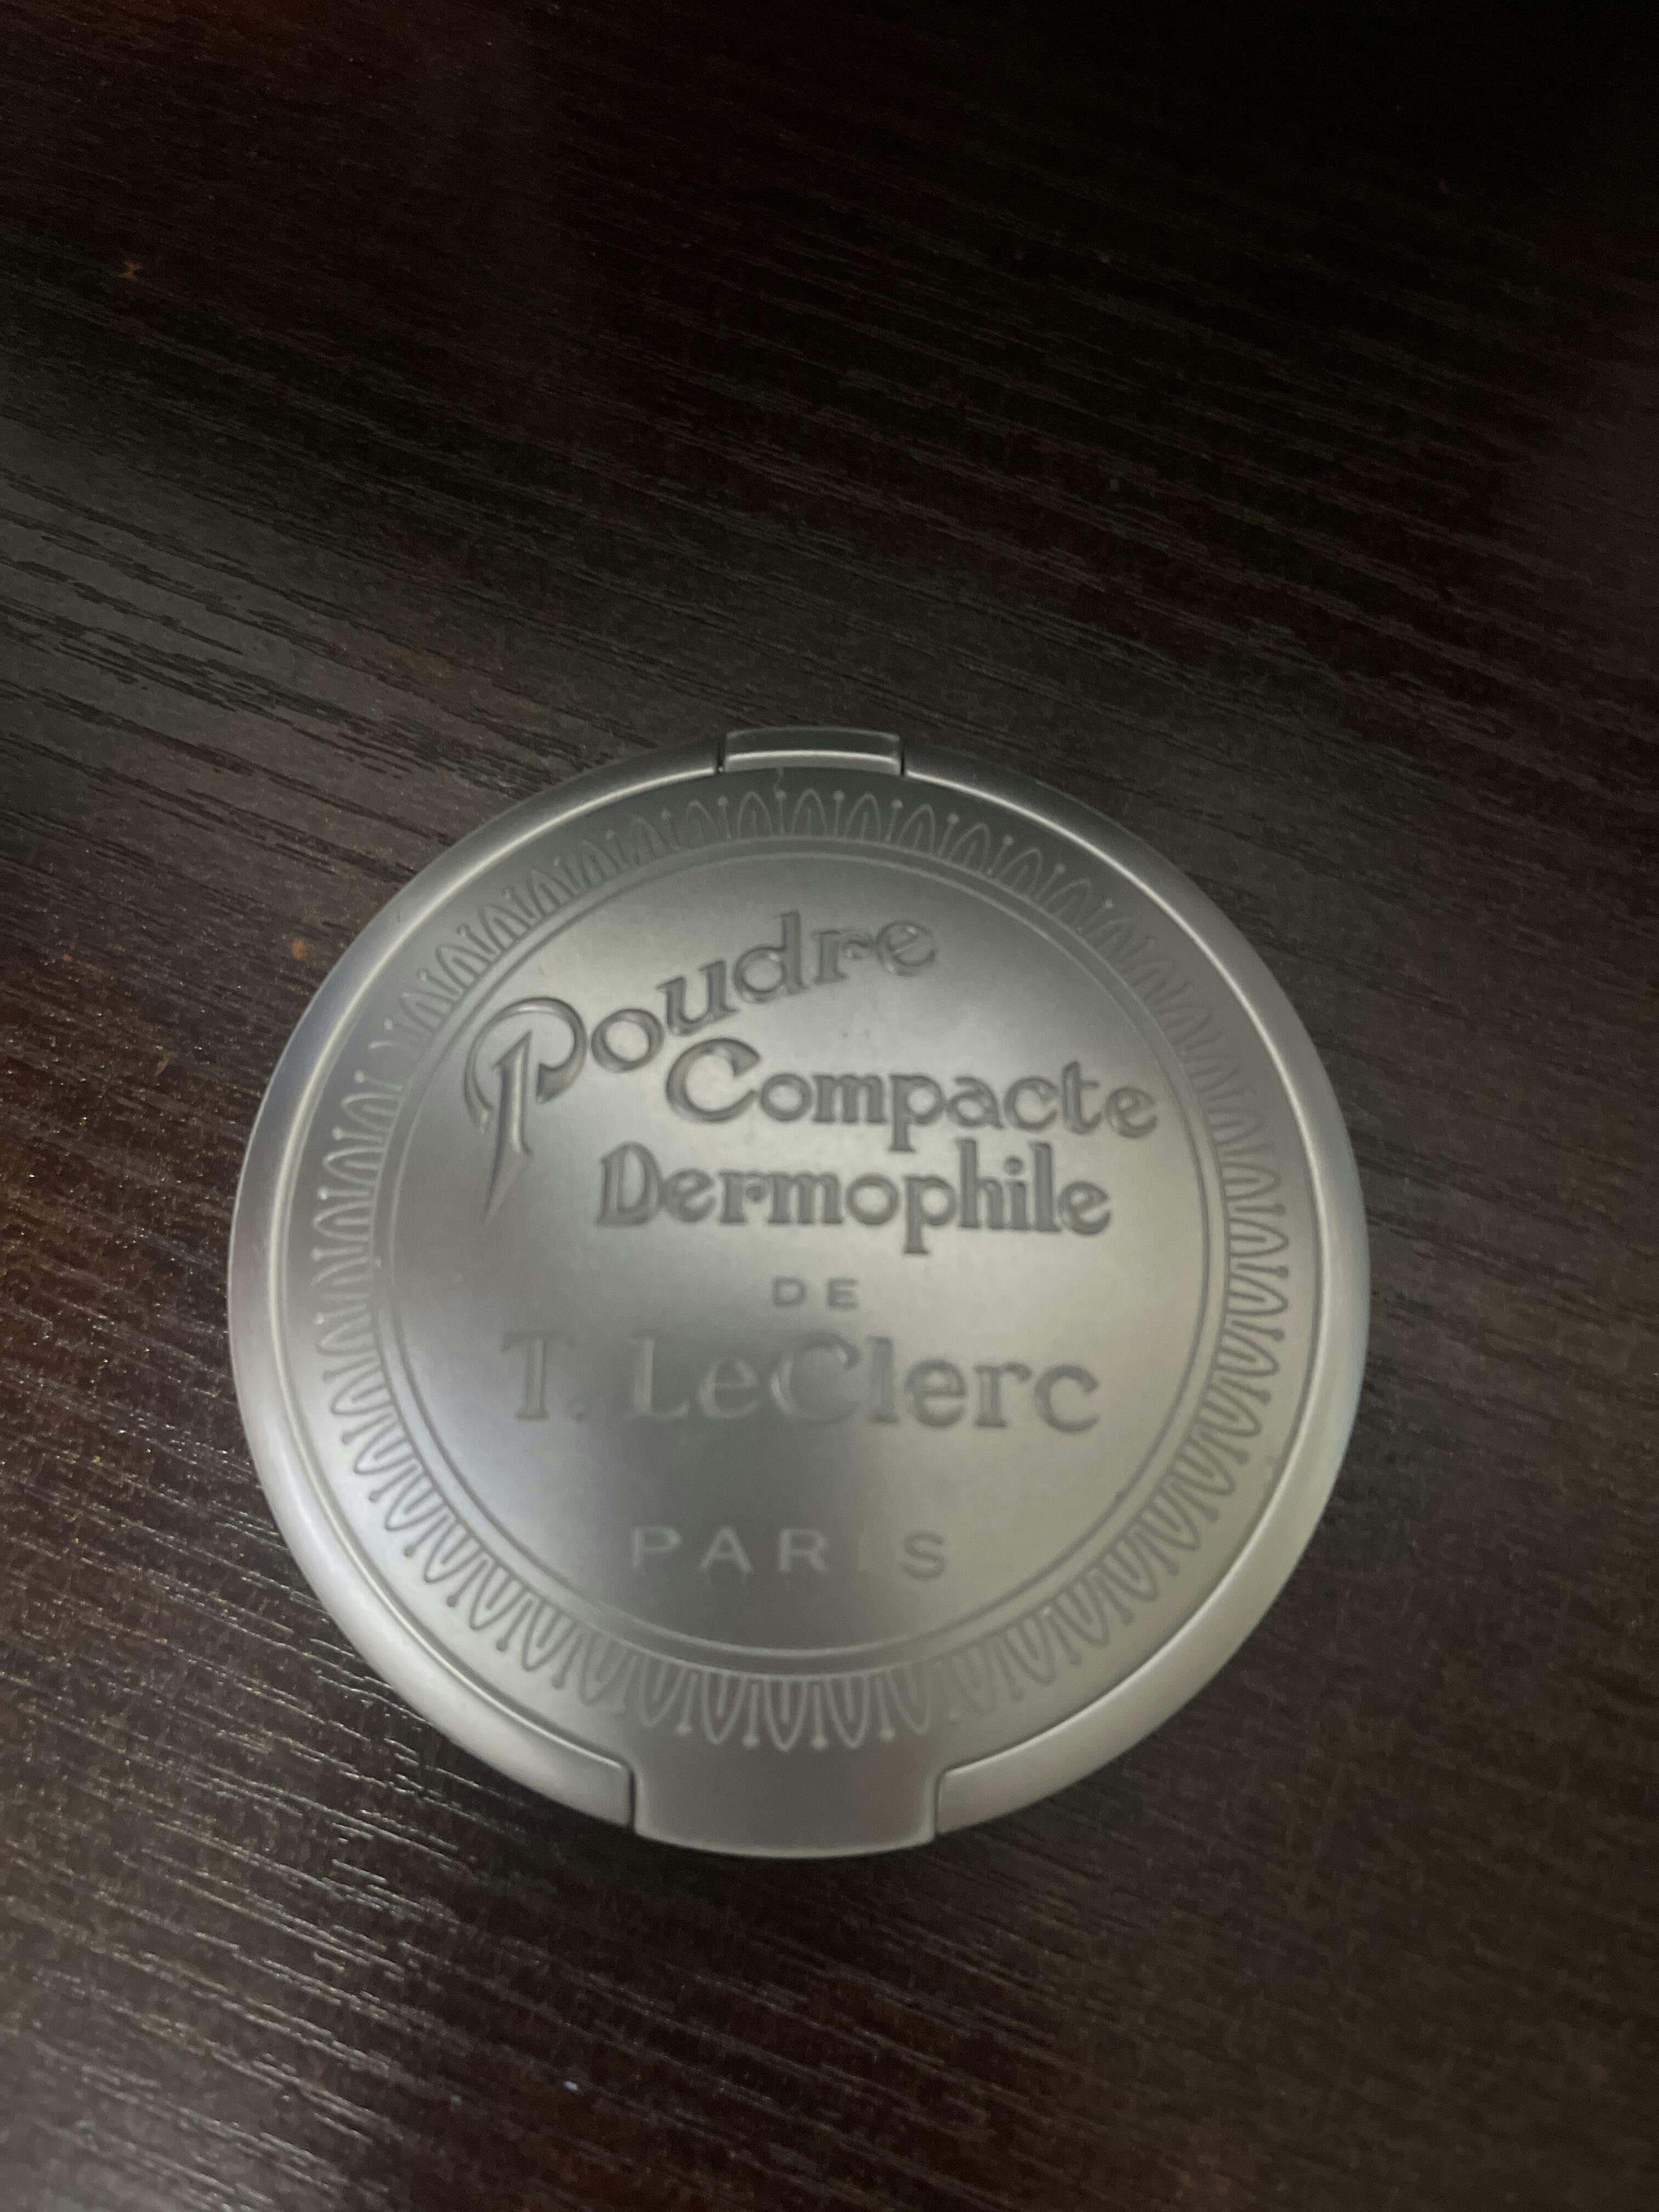 Poudre
Compacte
Dermophile
DE
T. LeClerc
PARIS